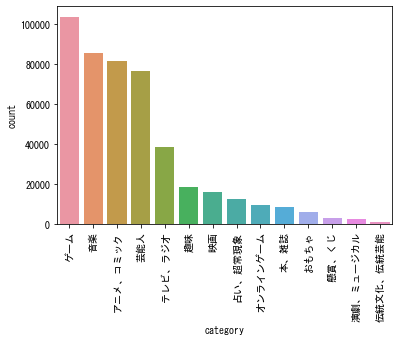 100000
80000
60000
40000
20000
0
count
ゲーム
音楽
アニメ、コミック
芸能人
テレビ、ラジオ
趣味
映画
占い、超常現象
オンラインゲーム
本、雑誌
おもちゃ
懸賞、くじ
演劇、ミュージカル
伝統文化、伝統芸能
category